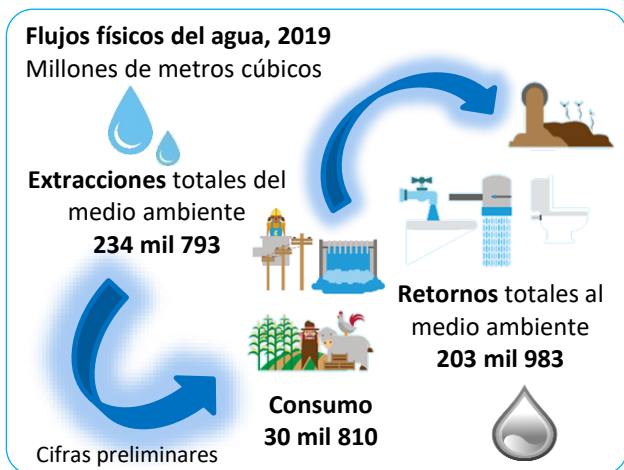 Flujos físicos del agua, 2019
Millones de metros cúbicos
Extracciones totales del
medio ambiente
234 mil 793
Retornos totales al
medio ambiente
203 mil 983
Consumo
30 mil 810
Cifras preliminares